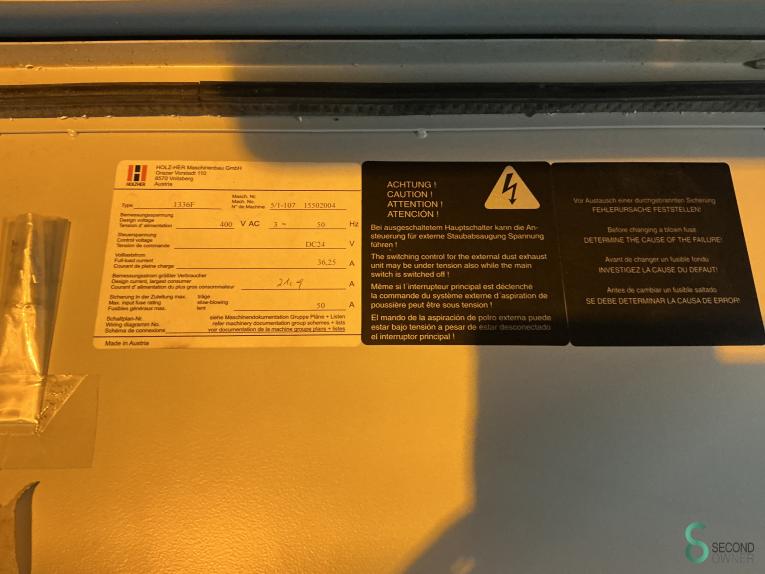 HOLZ-HER Maschinenbau GmbH
Grazer Vorstadt 110
8570 Voitsberg
Austria
HOLZHER
Masch. Nr.
Mach. No.
N° de Machine
Type 1336F 5/1-107 15502004
Bemessungsspannung
Design voltage
Tension d'alimentation 400 V AC 3 ~ 50 Hz
Steuerspannung
Control voltage
Tension de commande DC24 V
Vollaststrom
Full-load current
Courant de pleine charge 36,25 A
Bemessungsstrom größter Verbraucher
Design current, largest consumer
Courant d'alimentation du plus gros consommateur 21,9 A
Sicherung in der Zuleitung max. träge
Max. input fuse rating slow-blowing
Fusibles généraux max. lent 50 A
Schaltplan-Nr. siehe Maschinendokumentation Gruppe Pläne + Listen
Wiring diagramm No. refer machinery documentation group schemes + lists
Schéma de connexions voir documentation de la machine groupe plans + listes
Made in Austria
ACHTUNG !
CAUTION !
ATTENTION !
ATENCIÓN !
Bei ausgeschaltetem Hauptschalter kann die An-
steuerung für externe Staubabsaugung Spannung
führen !
The switching control for the external dust exhaust
unit may be under tension also while the main
switch is switched off !
Même si l'interrupteur principal est déclenché
la commande du système externe d'aspiration de
poussière peut être sous tension !
El mando de la aspiración de polvo externa puede
estar bajo tensión a pesar de estar desconectado
el interruptor principal !
Vor Austausch einer durchgebrannten Sicherung
FEHLERURSACHE FESTSTELLEN!
Before changing a blown fuse
DETERMINE THE CAUSE OF THE FAILURE!
Avant de changer un fusible fondu
INVESTIGEZ LA CAUSE DU DEFAUT!
Antes de cambiar un fusible saltado
SE DEBE DETERMINAR LA CAUSA DE ERROR!
SECOND
OWNER